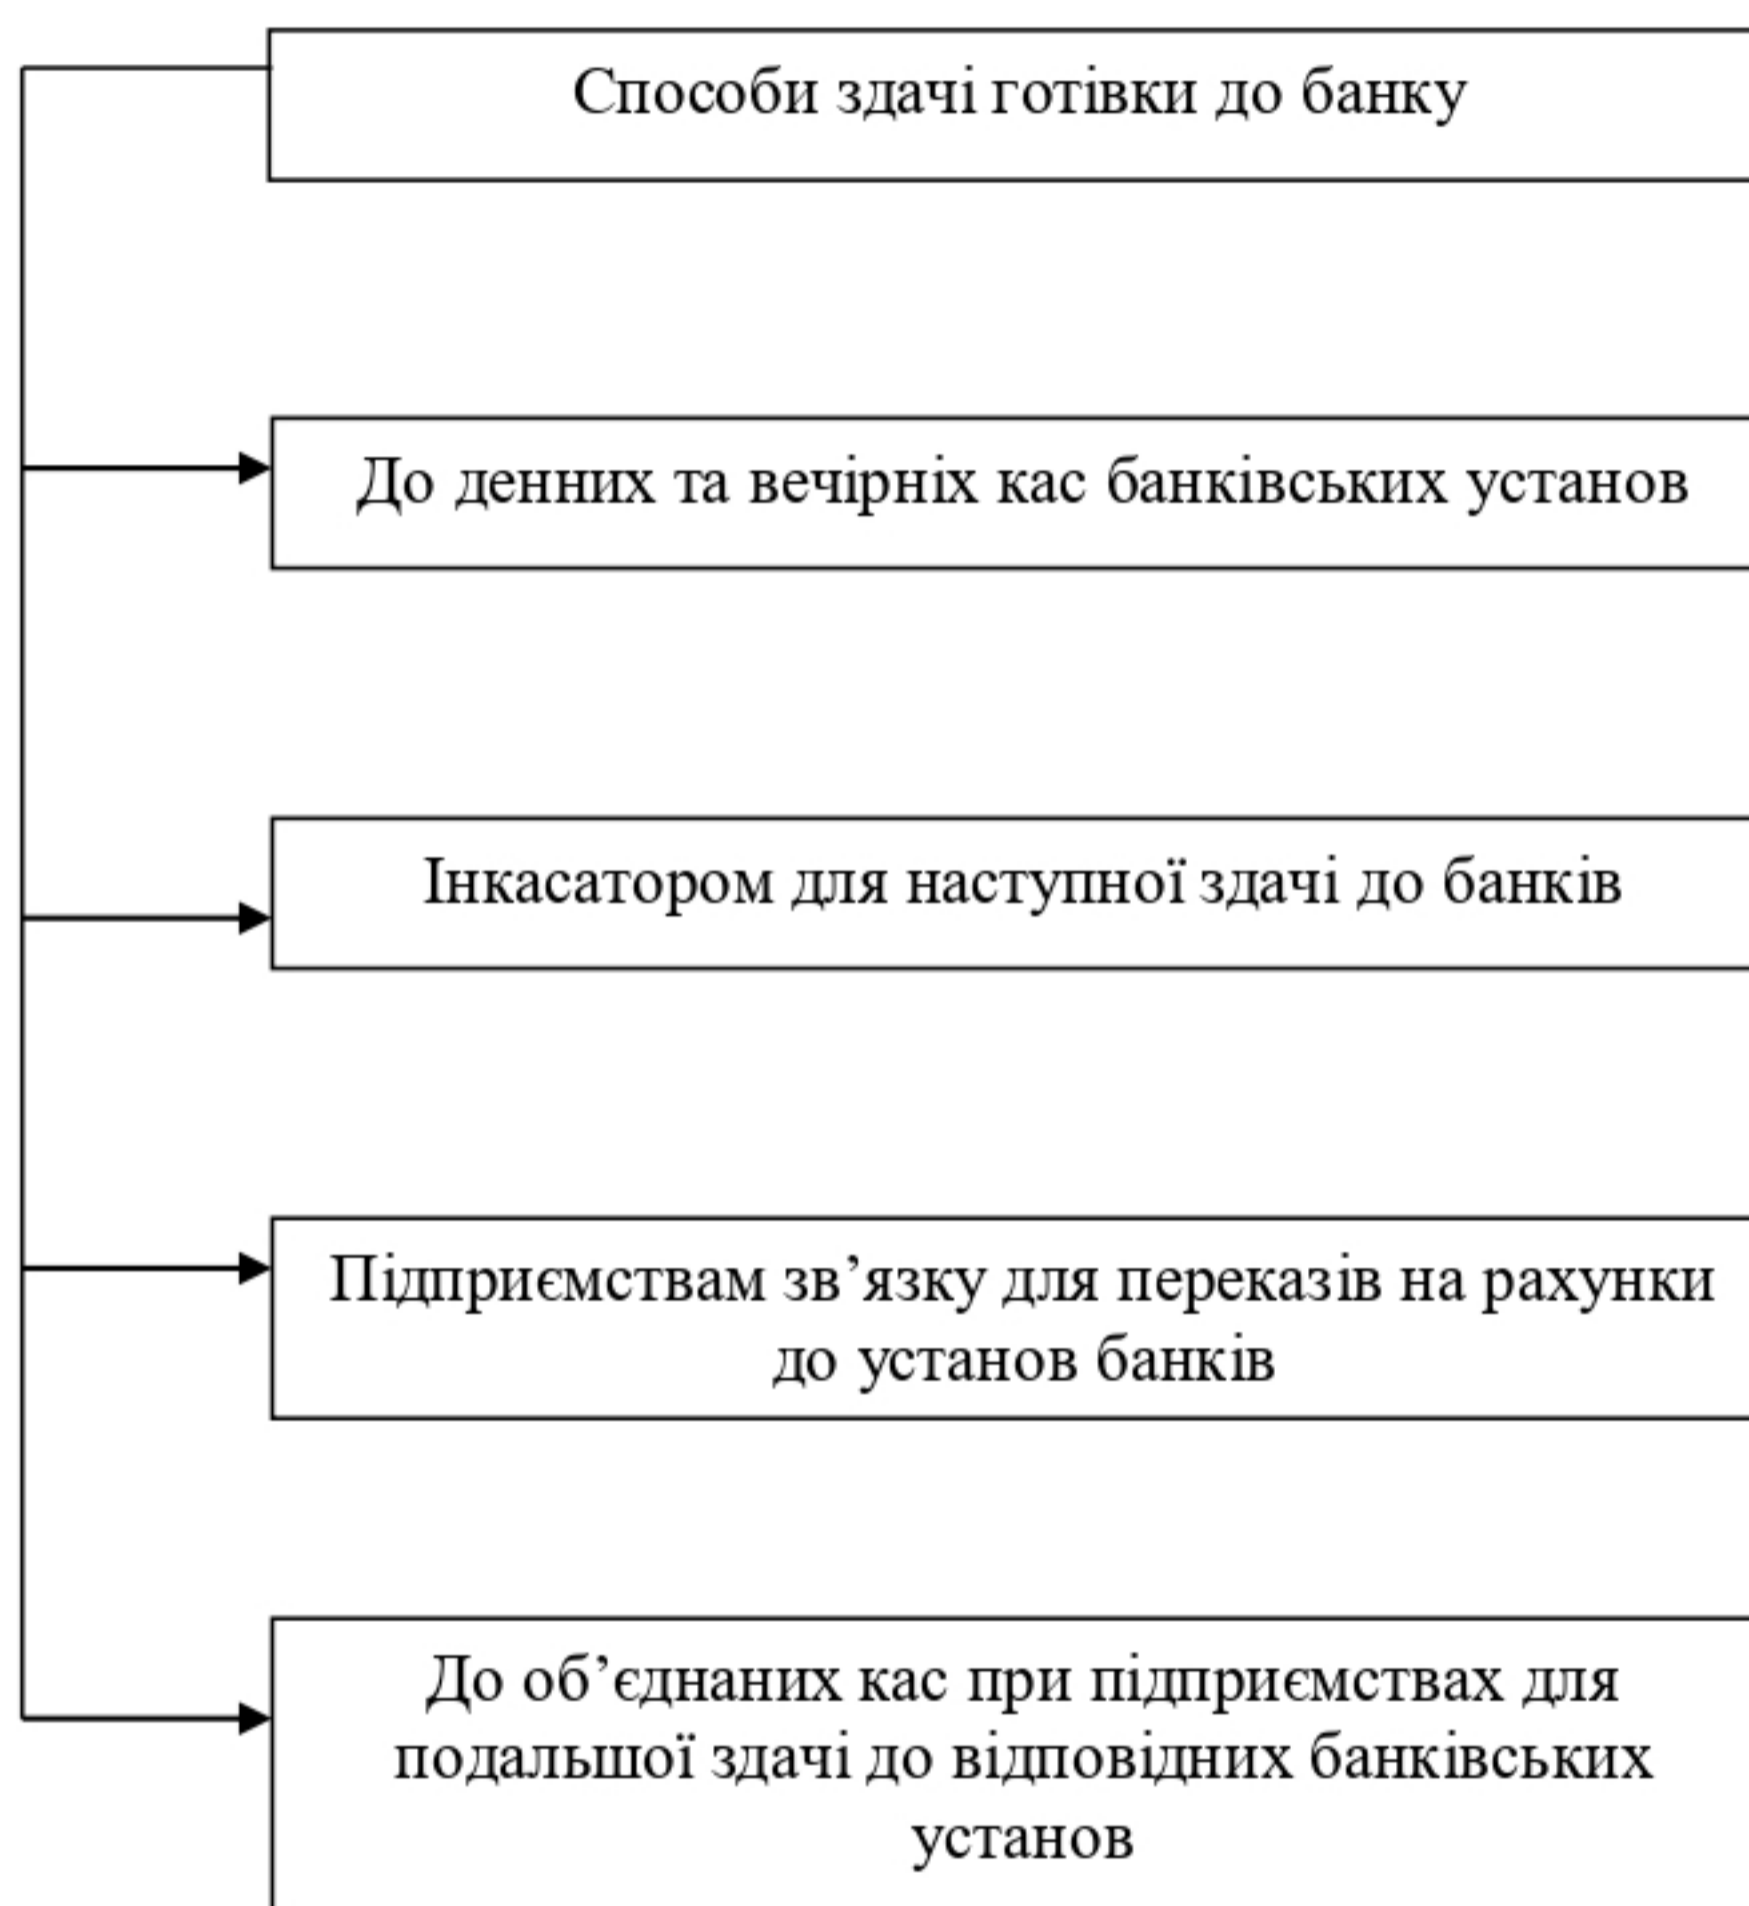 Способи здачі готівки до банку
До денних та вечірніх кас банківських установ
Інкасатором для наступної здачі до банків
Підприємствам зв’язку для переказів на рахунки
до установ банків
До об’єднаних кас при підприємствах для
подальшої здачі до відповідних банківських
установ